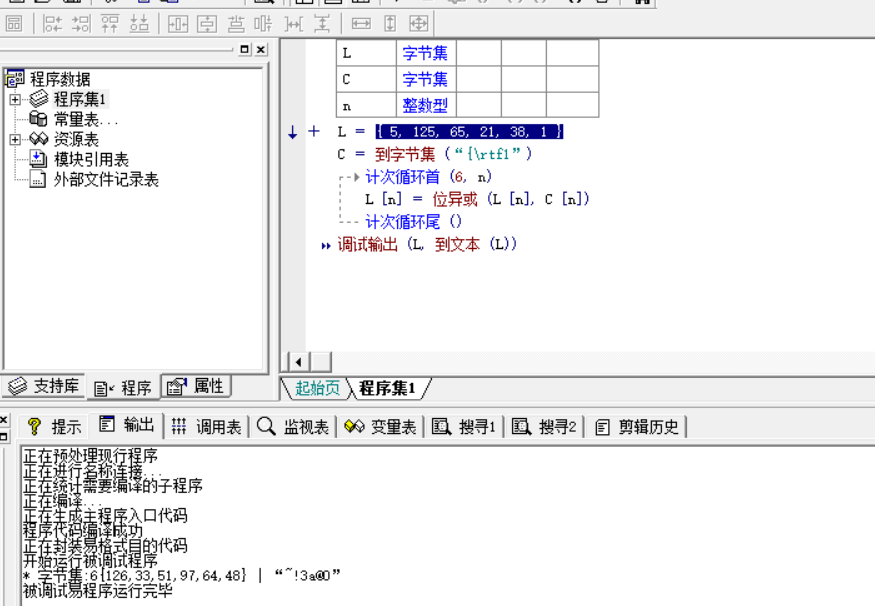 L 字节集
C 字节集
n 整数型
L = { 5, 125, 65, 21, 38, 1 }
C = 到字节集 (“{\rtf1”)
计次循环首 (6, n)
L [n] = 位异或 (L [n], C [n])
计次循环尾 ()
调试输出 (L, 到文本 (L))
程序数据
程序集1
常量表...
资源表
模块引用表
外部文件记录表
支持库 程序 属性
起始页 程序集1
提示 输出 调用表 监视表 变量表 搜寻1 搜寻2 剪辑历史
正在预处理现行程序
正在进行名称连接...
正在统计需要编译的子程序
正在编译...
正在生成主程序入口代码
程序代码编译成功
正在封装易格式目的代码
开始运行被调试程序
* 字节集:6{126,33,51,97,64,48} | “~!3a@0”
被调试易程序运行完毕